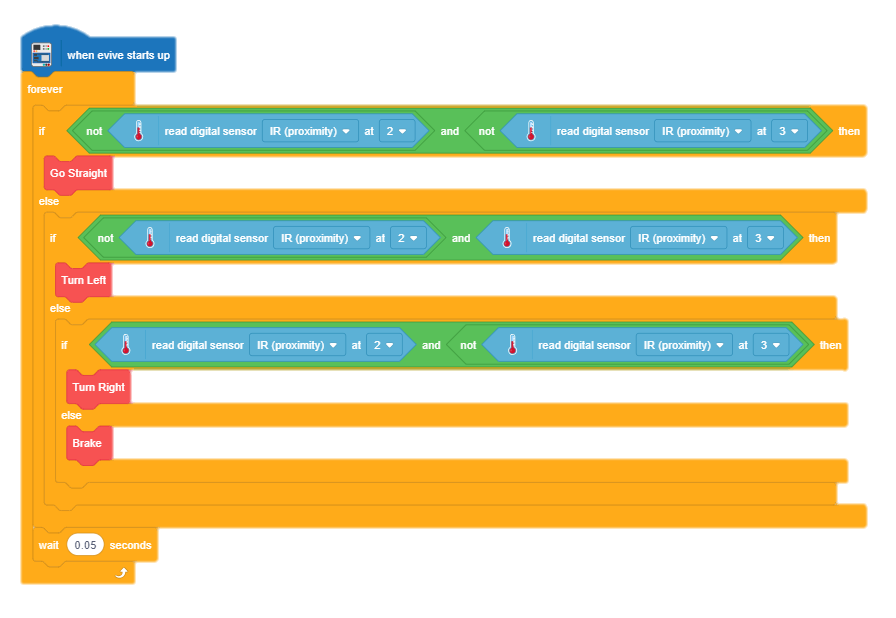 when evive starts up
forever
if not read digital sensor IR (proximity) at 2 and not read digital sensor IR (proximity) at 3 then
Go Straight
else
if not read digital sensor IR (proximity) at 2 and read digital sensor IR (proximity) at 3 then
Turn Left
else
if read digital sensor IR (proximity) at 2 and not read digital sensor IR (proximity) at 3 then
Turn Right
else
Brake
wait 0.05 seconds